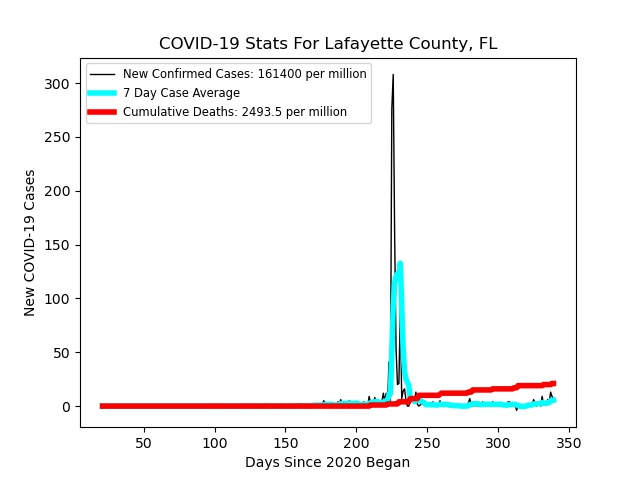 COVID-19 Stats For Lafayette County, FL
New Confirmed Cases: 161400 per million
7 Day Case Average
Cumulative Deaths: 2493.5 per million
New COVID-19 Cases
300
250
200
150
100
50
0
50 100 150 200 250 300 350
Days Since 2020 Began